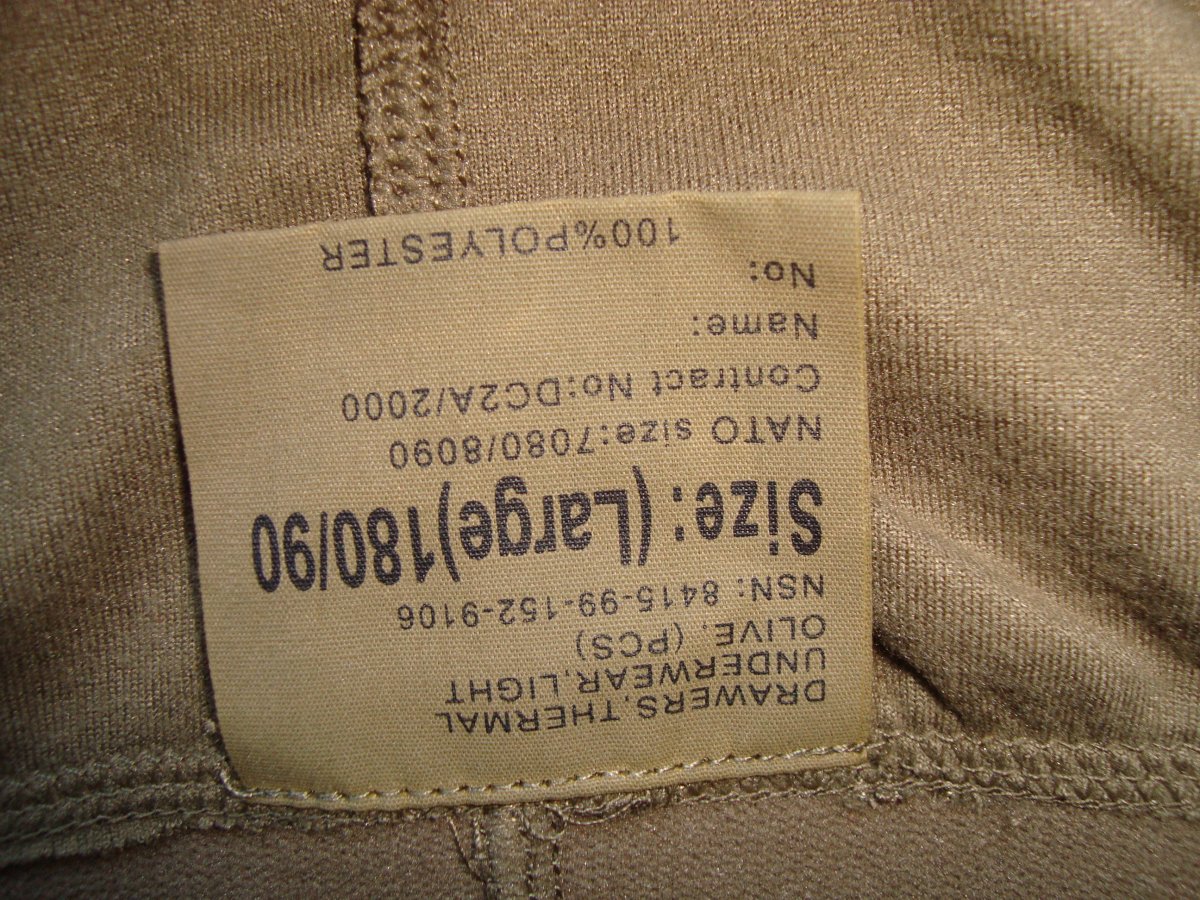 DRAWERS,THERMAL
UNDERWEAR,LIGHT
OLIVE, (PCS)
NSN: 8415-99-152-9106
Size: (Large)180/90
NATO size:7080/8090
Contract No:DC2A/2000
Name:
No:
100%POLYESTER